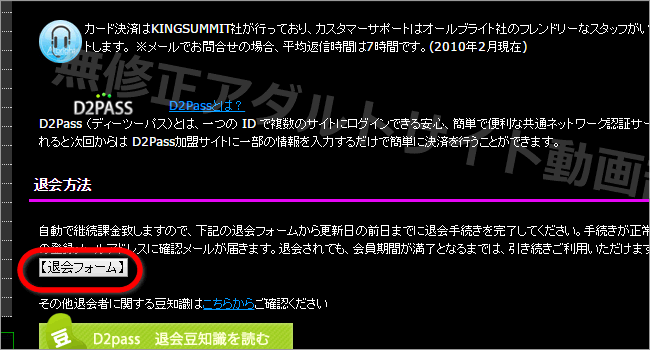 カード決済はKINGSUMMIT社が行っており、カスタマーサポートはオールブライト社のフレンドリーなスタッフがい
トします。 ※メールでお問合せの場合、平均返信時間は7時間です。(2010年2月現在)
無修正アダルトサイト動画
D2PASS D2Passとは？
D2Pass （ディーツーパス）とは、一つの ID で複数のサイトにログインできる安心、簡単で便利な共通ネットワーク認証サー
れると次回からは D2Pass加盟サイトに一部の情報を入力するだけで簡単に決済を行うことができます。
退会方法
自動で継続課金致しますので、下記の退会フォームから更新日の前日までに退会手続きを完了してください。手続きが正常
の登録メールアドレスに確認メールが届きます。退会されても、会員期間が満了となるまでは、引き続きご利用いただけます
【退会フォーム】
その他退会者に関する豆知識はこちらからご確認ください
豆 D2pass 退会豆知識を読む